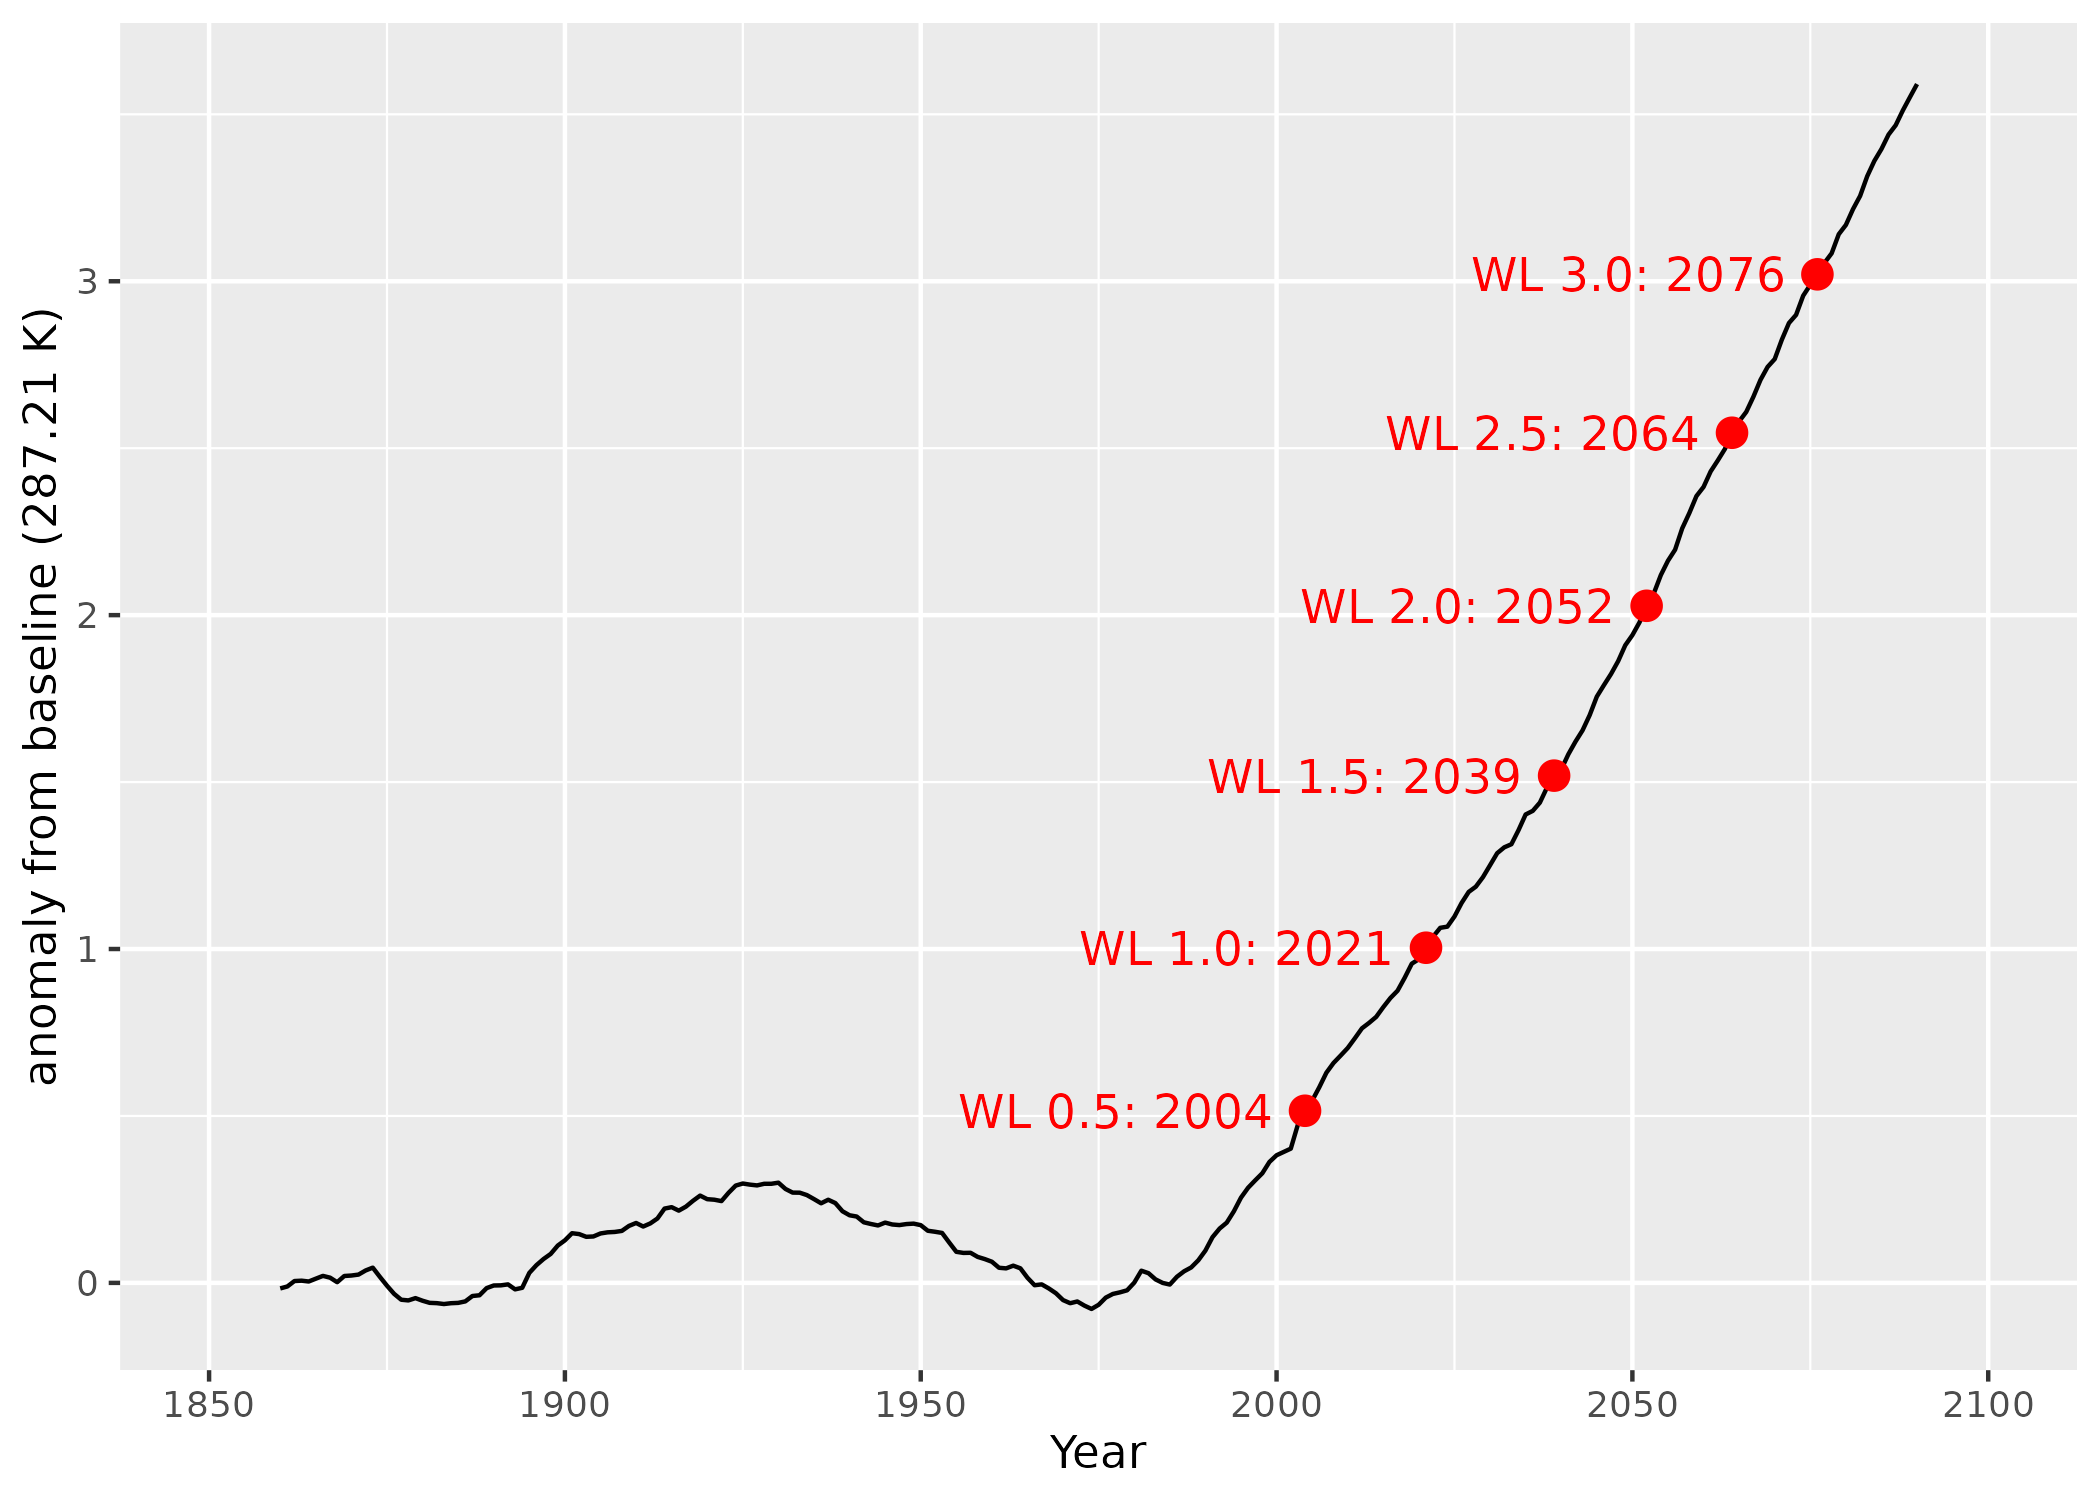 anomaly from baseline (287.21 K)
3
2
1
0
WL 3.0: 2076
WL 2.5: 2064
WL 2.0: 2052
WL 1.5: 2039
WL 1.0: 2021
WL 0.5: 2004
1850 1900 1950 2000 2050 2100
Year